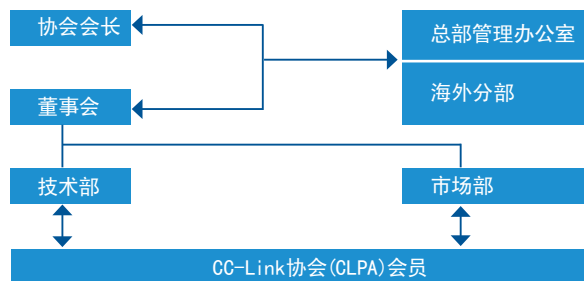 协会会长
总部管理办公室
董事会
海外分部
技术部
市场部
CC-Link协会(CLPA)会员